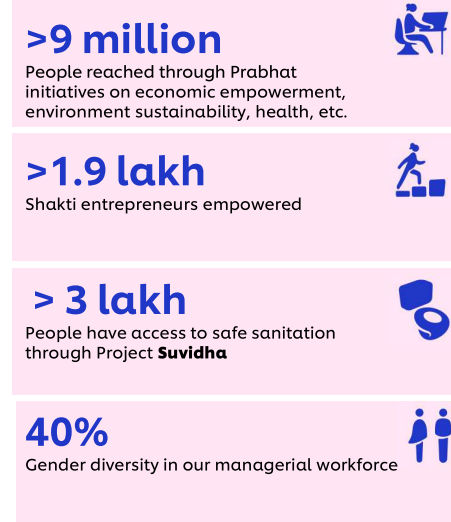 >9 million
People reached through Prabhat
initiatives on economic empowerment,
environment sustainability, health, etc.
>1.9 lakh
Shakti entrepreneurs empowered
> 3 lakh
People have access to safe sanitation
through Project Suvidha
40%
Gender diversity in our managerial workforce